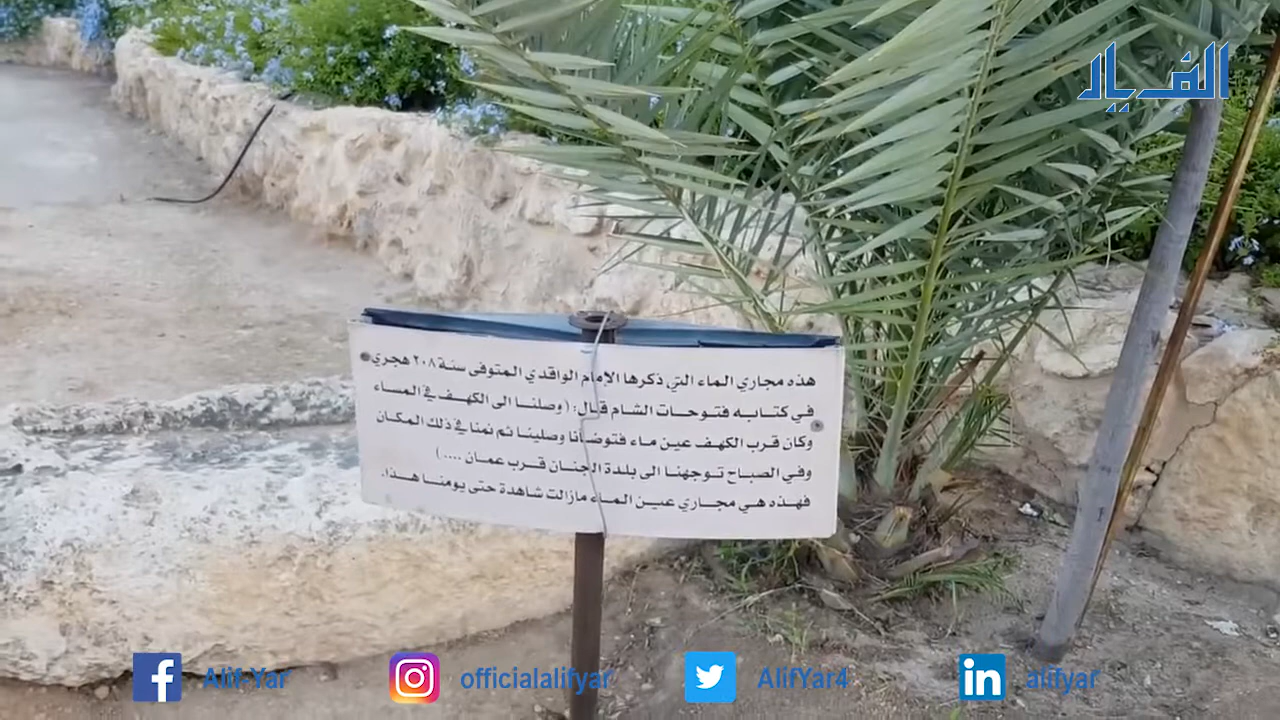 الف یار
هذه مجاري الماء التي ذكرها الإمام الواقدي المتوفى سنة ٢٠٨ هجري
في كتابه فتوحات الشام قال: (وصلنا الى الكهف في المساء
وكان قرب الكهف عين ماء فتوضأنا وصلينا ثم نمنا في ذلك المكان
وفي الصباح توجهنا الى بلدة الجنان قرب عمان .... )
فهذه هي مجاري عين الماء مازالت شاهدة حتى يومنا هذا.
Alif-Yar officialalifyar AlifYar4 alifyar